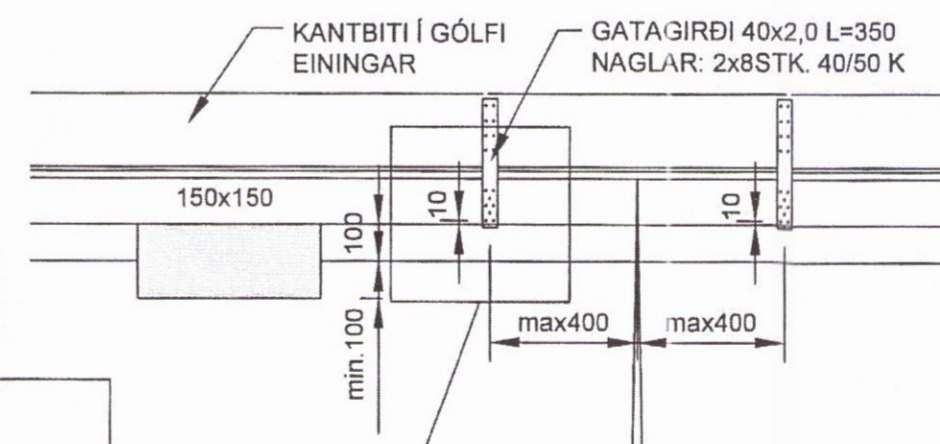 KANTBITI Í GÓLFI
EININGAR
GATAGIRÐI 40x2,0 L=350
NAGLAR: 2x8STK. 40/50 K
150x150
100
10
10
min.100
max400
max400